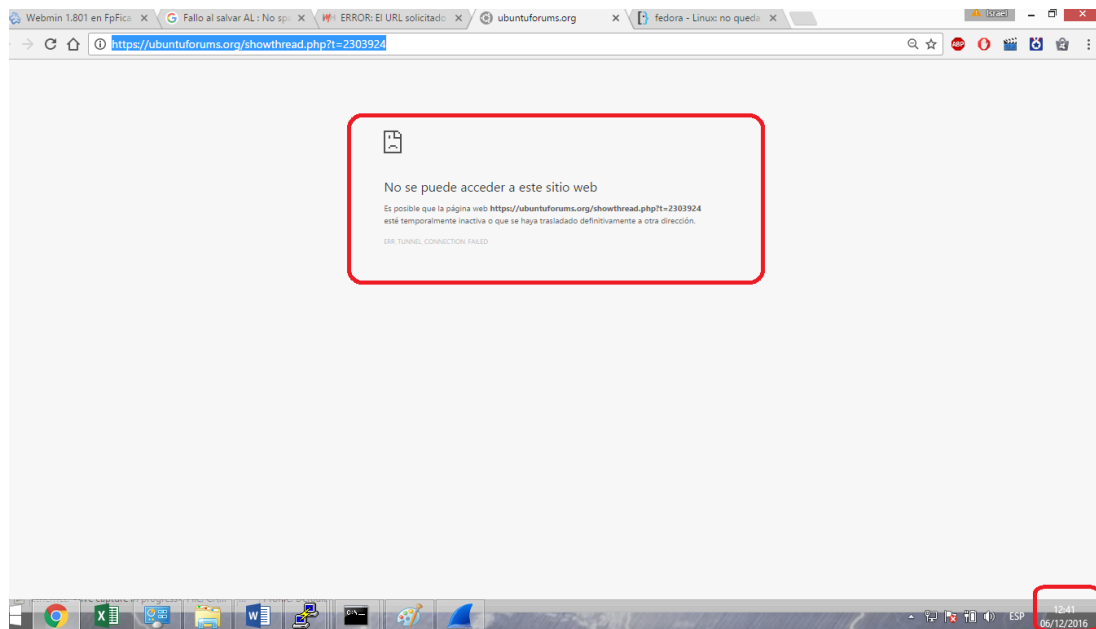 Webmin 1.801 en FpFica
Fallo al salvar AL : No spa
ERROR: El URL solicitado
ubuntuforums.org
fedora - Linux: no queda
Israel
https://ubuntuforums.org/showthread.php?t=2303924
ABP
No se puede acceder a este sitio web
Es posible que la página web https://ubuntuforums.org/showthread.php?t=2303924
esté temporalmente inactiva o que se haya trasladado definitivamente a otra dirección.
ERR_TUNNEL_CONNECTION_FAILED
ESP
12:41
06/12/2016